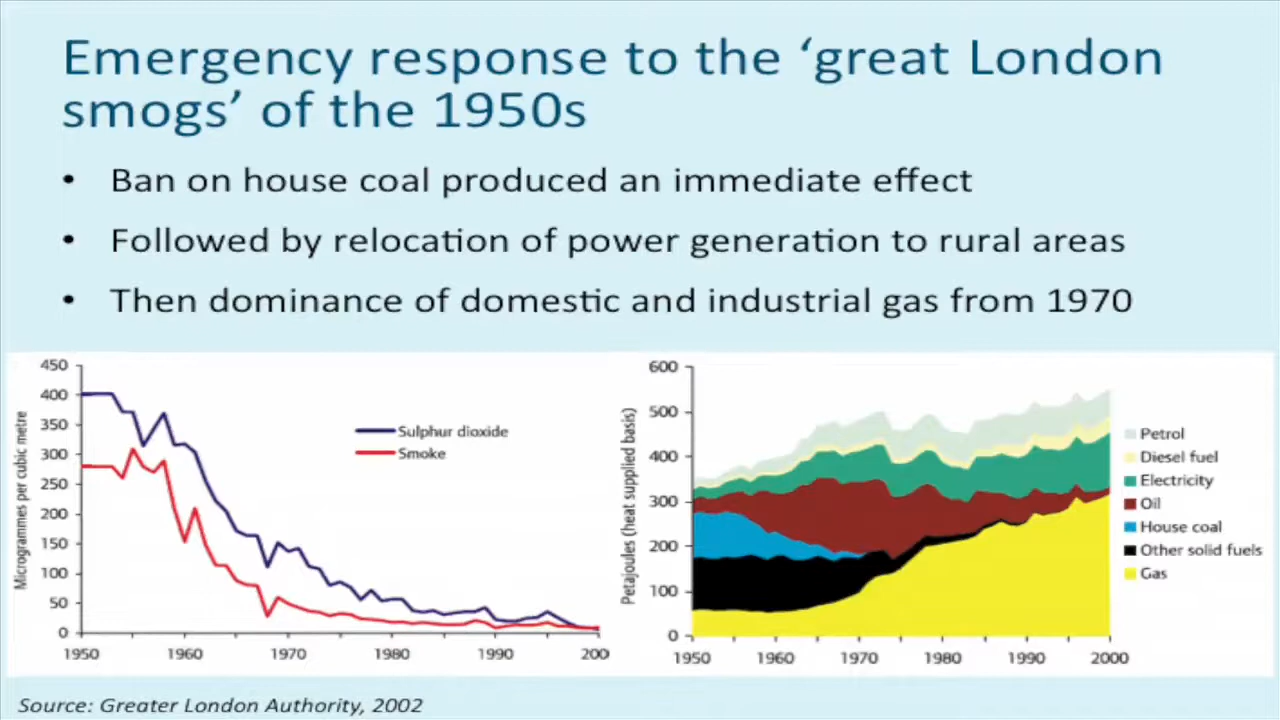 Emergency response to the ‘great London
smogs’ of the 1950s
• Ban on house coal produced an immediate effect
• Followed by relocation of power generation to rural areas
• Then dominance of domestic and industrial gas from 1970
Microgrammes per cubic metre
450
400
350
300
250
200
150
100
50
0
1950 1960 1970 1980 1990 200
Sulphur dioxide
Smoke
Petajoules (heat supplied basis)
600
500
400
300
200
100
0
1950 1960 1970 1980 1990 2000
Petrol
Diesel fuel
Electricity
Oil
House coal
Other solid fuels
Gas
Source: Greater London Authority, 2002